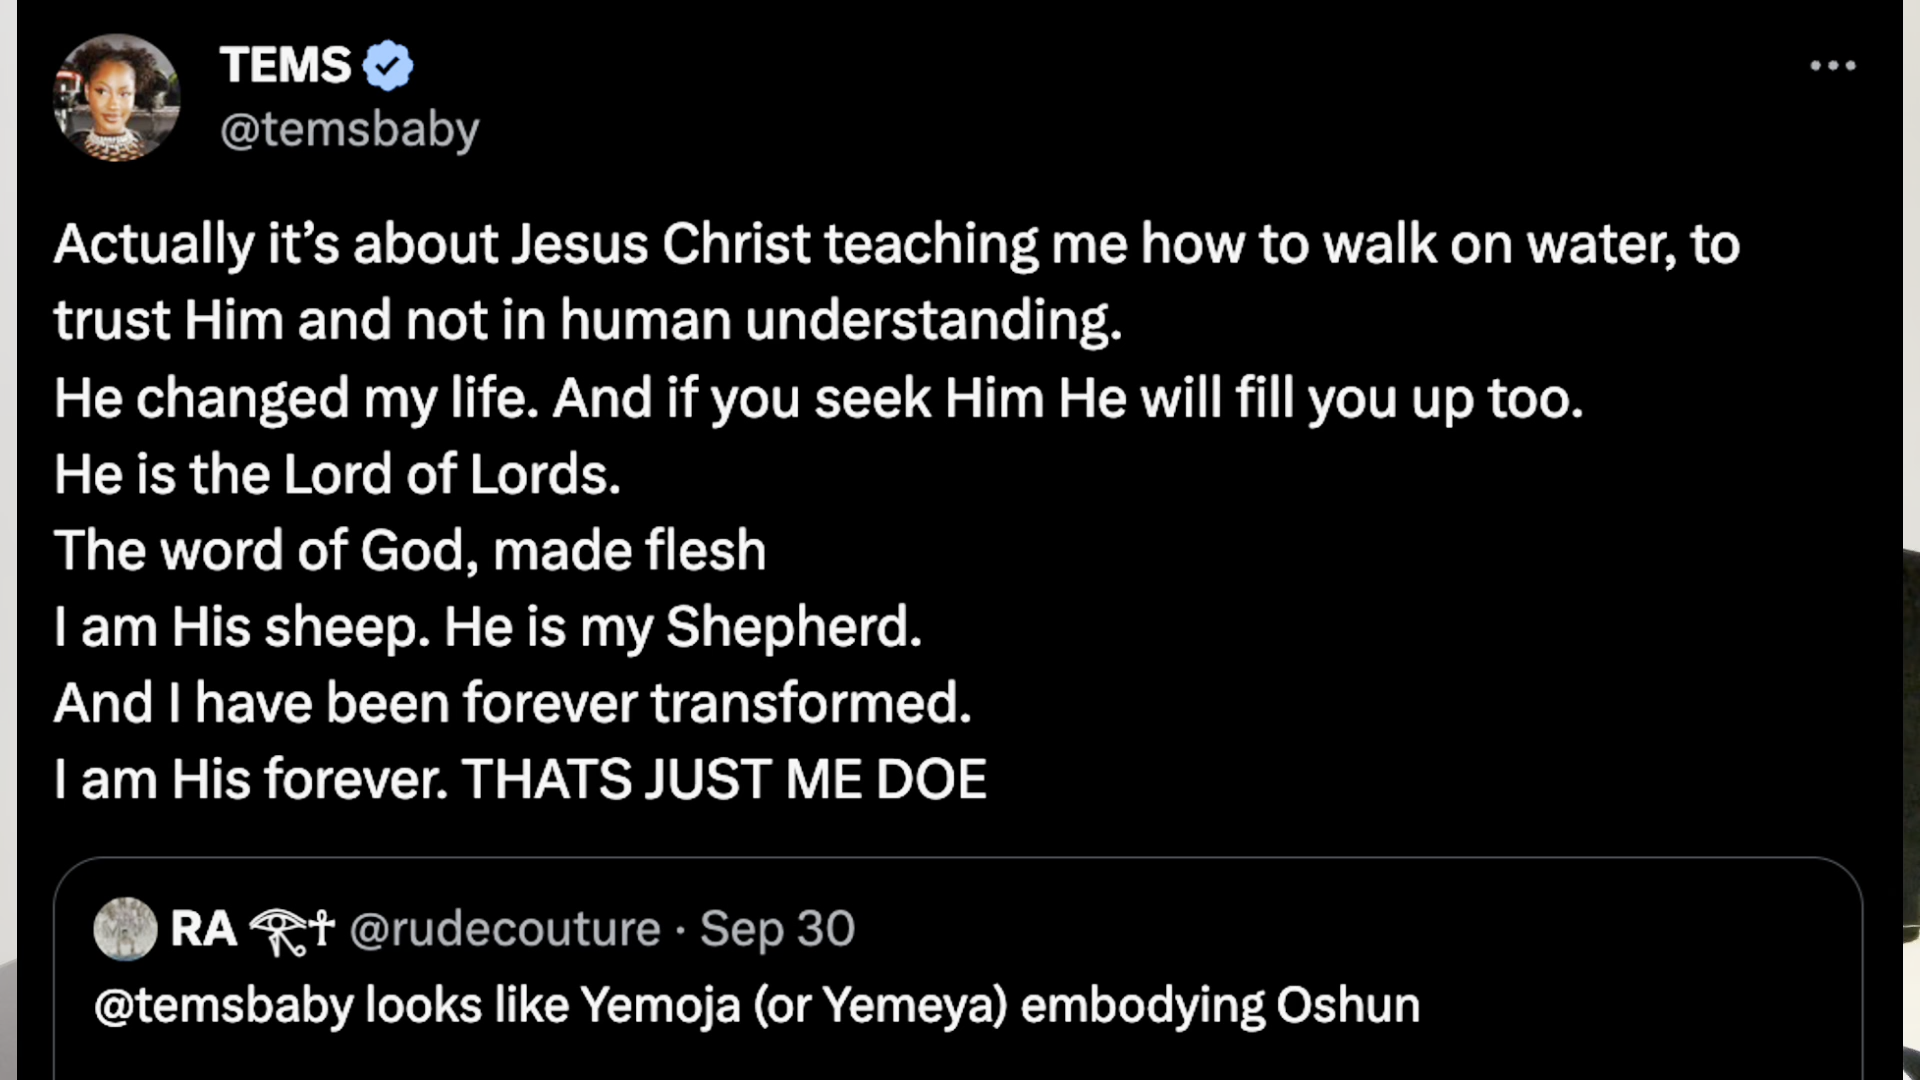 TEMS
@temsbaby
Actually it’s about Jesus Christ teaching me how to walk on water, to
trust Him and not in human understanding.
He changed my life. And if you seek Him He will fill you up too.
He is the Lord of Lords.
The word of God, made flesh
I am His sheep. He is my Shepherd.
And I have been forever transformed.
I am His forever. THATS JUST ME DOE
RA 𓂀☥ @rudecouture · Sep 30
@temsbaby looks like Yemoja (or Yemeya) embodying Oshun